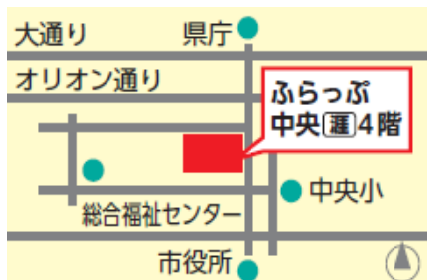 大通り
県庁
オリオン通り
ふらっぷ
中央涯4階
中央小
総合福祉センター
市役所